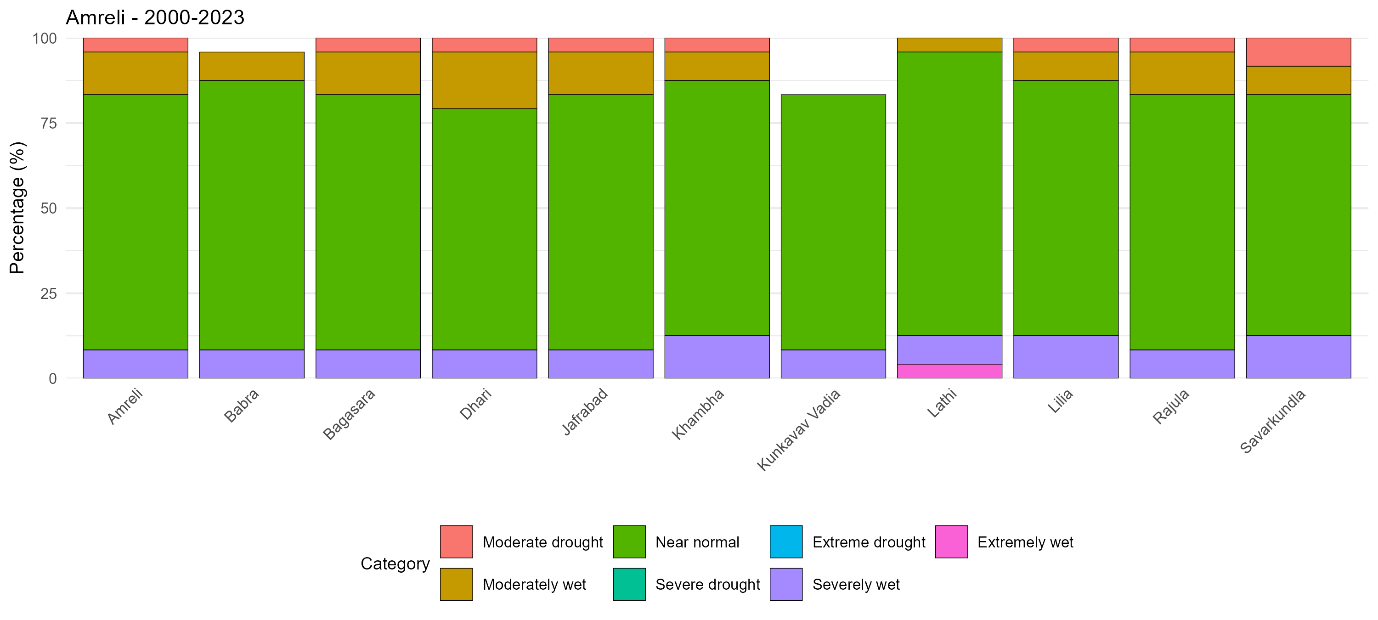 Amreli - 2000-2023
Percentage (%)
100
75
50
25
0
Amreli
Babra
Bagasara
Dhari
Jafrabad
Khambha
Kunkavav Vadia
Lathi
Lilia
Rajula
Savarkundla
Category
Moderate drought
Near normal
Extreme drought
Extremely wet
Moderately wet
Severe drought
Severely wet